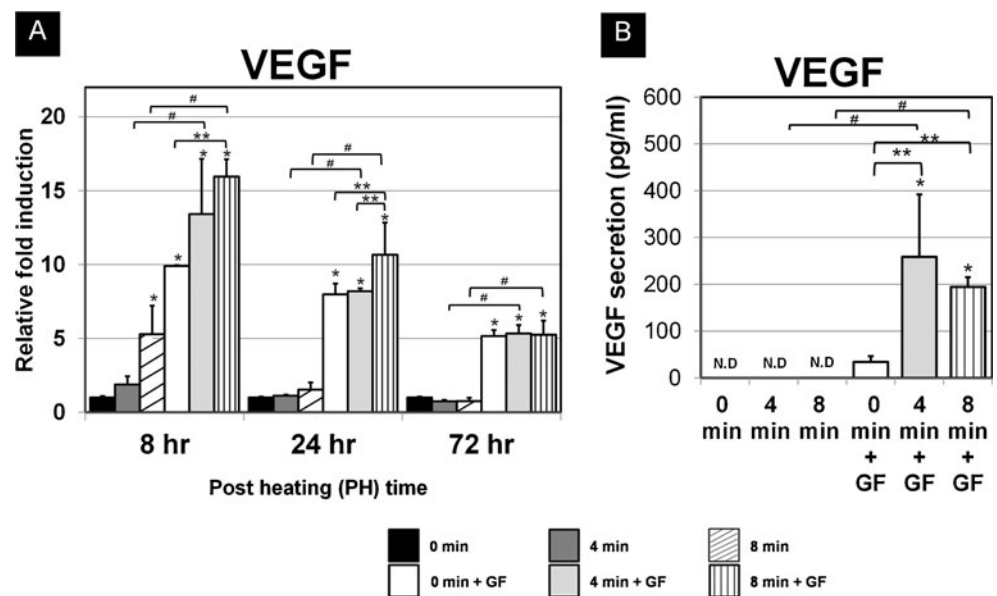 A
VEGF
Relative fold induction
20
15
10
5
0
#
#
**
*
*
*
*
#
#
**
**
*
*
*
#
#
*
*
*
8 hr
24 hr
72 hr
Post heating (PH) time
B
VEGF
VEGF secretion (pg/ml)
600
500
400
300
200
100
0
#
#
**
**
*
*
N.D
N.D
N.D
0 min
4 min
8 min
0 min + GF
4 min + GF
8 min + GF
0 min
4 min
8 min
0 min + GF
4 min + GF
8 min + GF